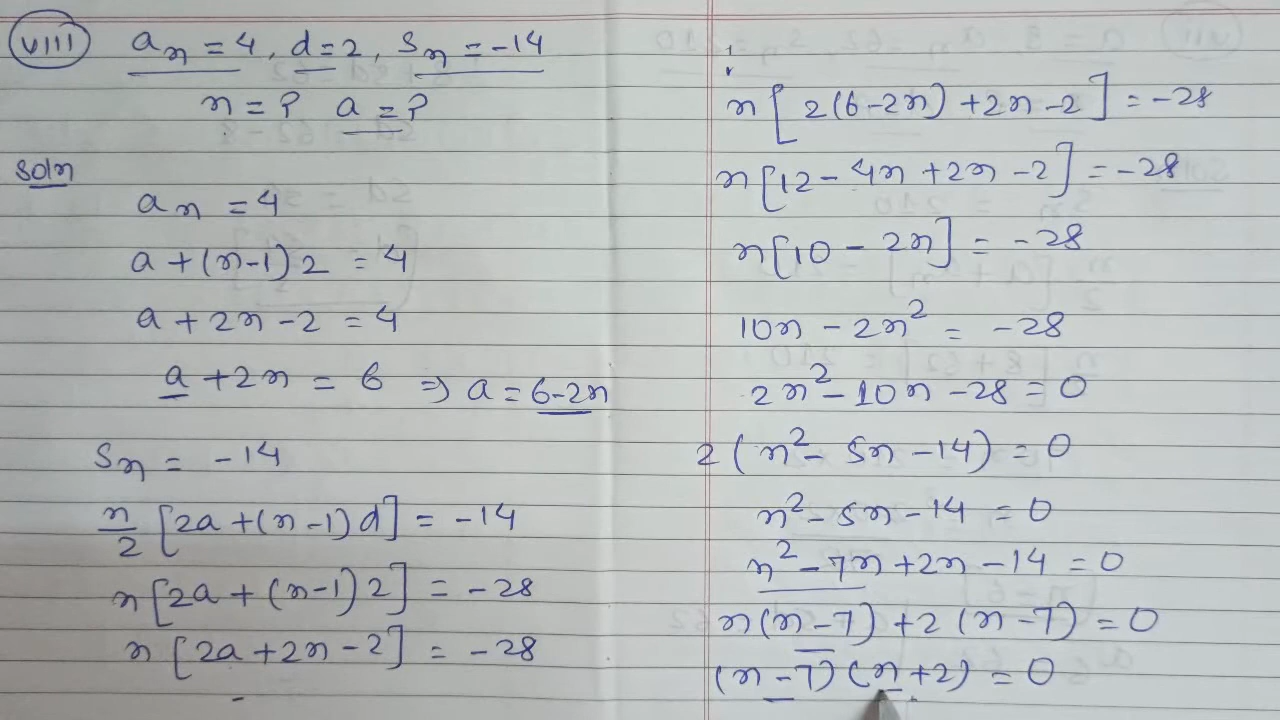 (viii) aₙ = 4, d = 2, Sₙ = -14
n = ? a = ?
Soln
aₙ = 4
a + (n-1) 2 = 4
a + 2n - 2 = 4
a + 2n = 6 ⇒ a = 6-2n
Sₙ = -14
n/2 [2a + (n-1) d] = -14
n [2a + (n-1) 2] = -28
n [2a + 2n - 2] = -28
n [2(6-2n) + 2n - 2] = -28
n [12 - 4n + 2n - 2] = -28
n [10 - 2n] = -28
10n - 2n² = -28
2n² - 10n - 28 = 0
2 (n² - 5n - 14) = 0
n² - 5n - 14 = 0
n² - 7n + 2n - 14 = 0
n (n - 7) + 2 (n - 7) = 0
(n - 7) (n + 2) = 0